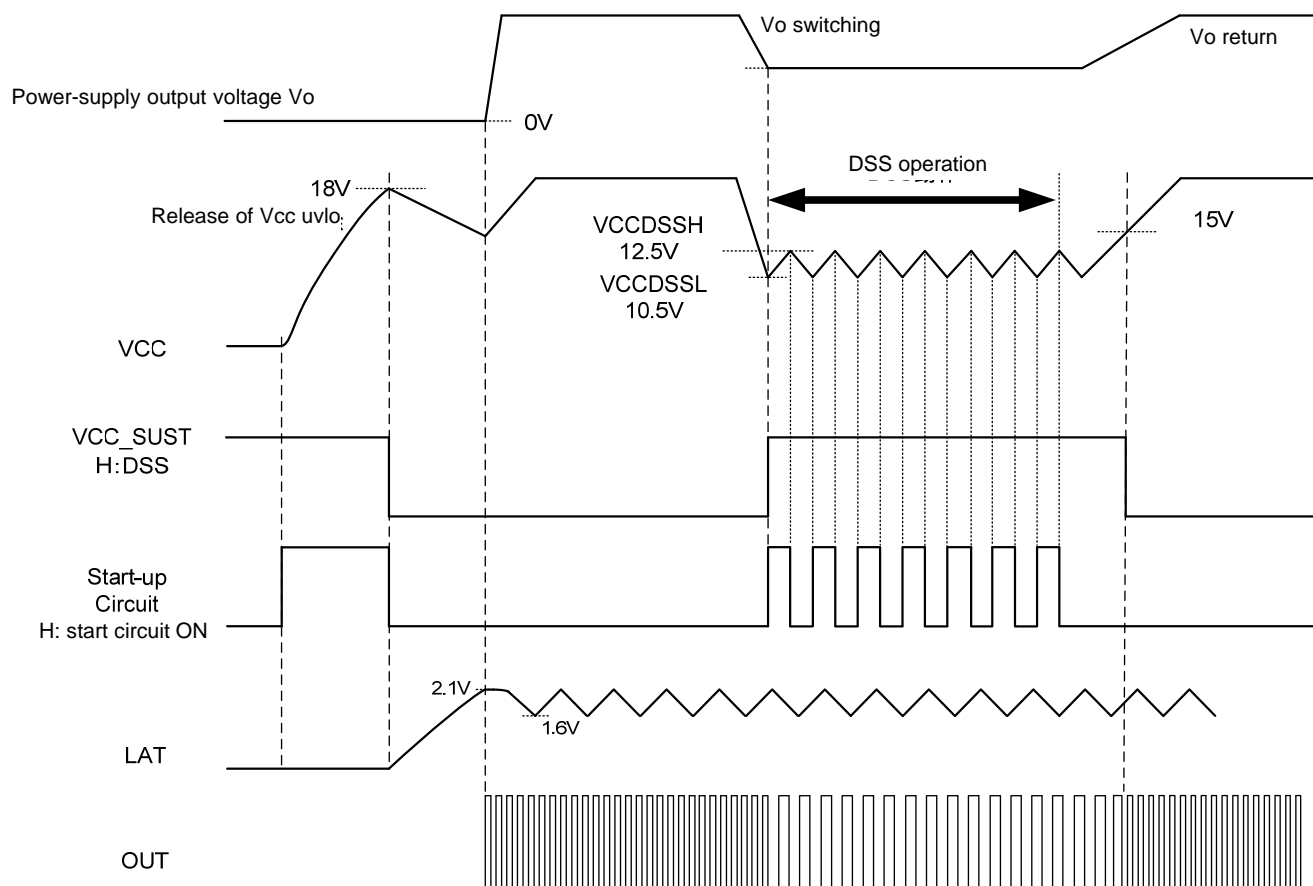 Vo switching
Vo return
Power-supply output voltage Vo
0V
DSS operation
18V
Release of Vcc uvlo
VCCDSSH
12.5V
VCCDSSL
10.5V
15V
VCC
VCC_SUST
H:DSS
Start-up
Circuit
H: start circuit ON
2.1V
1.6V
LAT
OUT